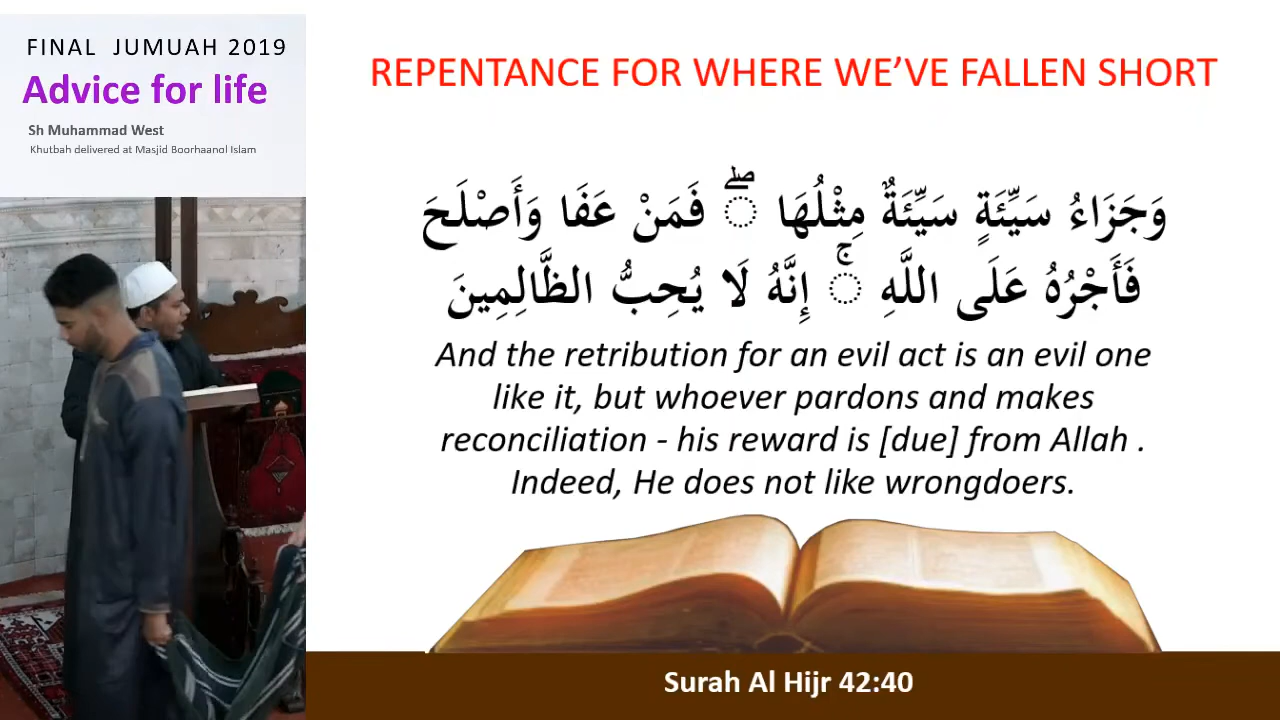 FINAL JUMUAH 2019
Advice for life
Sh Muhammad West
Khutbah delivered at Masjid Boorhaanol Islam
REPENTANCE FOR WHERE WE’VE FALLEN SHORT
وَجَزَاءُ سَيِّئَةٍ سَيِّئَةٌ مِثْلُهَا ۖ فَمَنْ عَفَا وَأَصْلَحَ
فَأَجْرُهُ عَلَى اللَّهِ ۚ إِنَّهُ لَا يُحِبُّ الظَّالِمِينَ
And the retribution for an evil act is an evil one
like it, but whoever pardons and makes
reconciliation - his reward is [due] from Allah .
Indeed, He does not like wrongdoers.
Surah Al Hijr 42:40